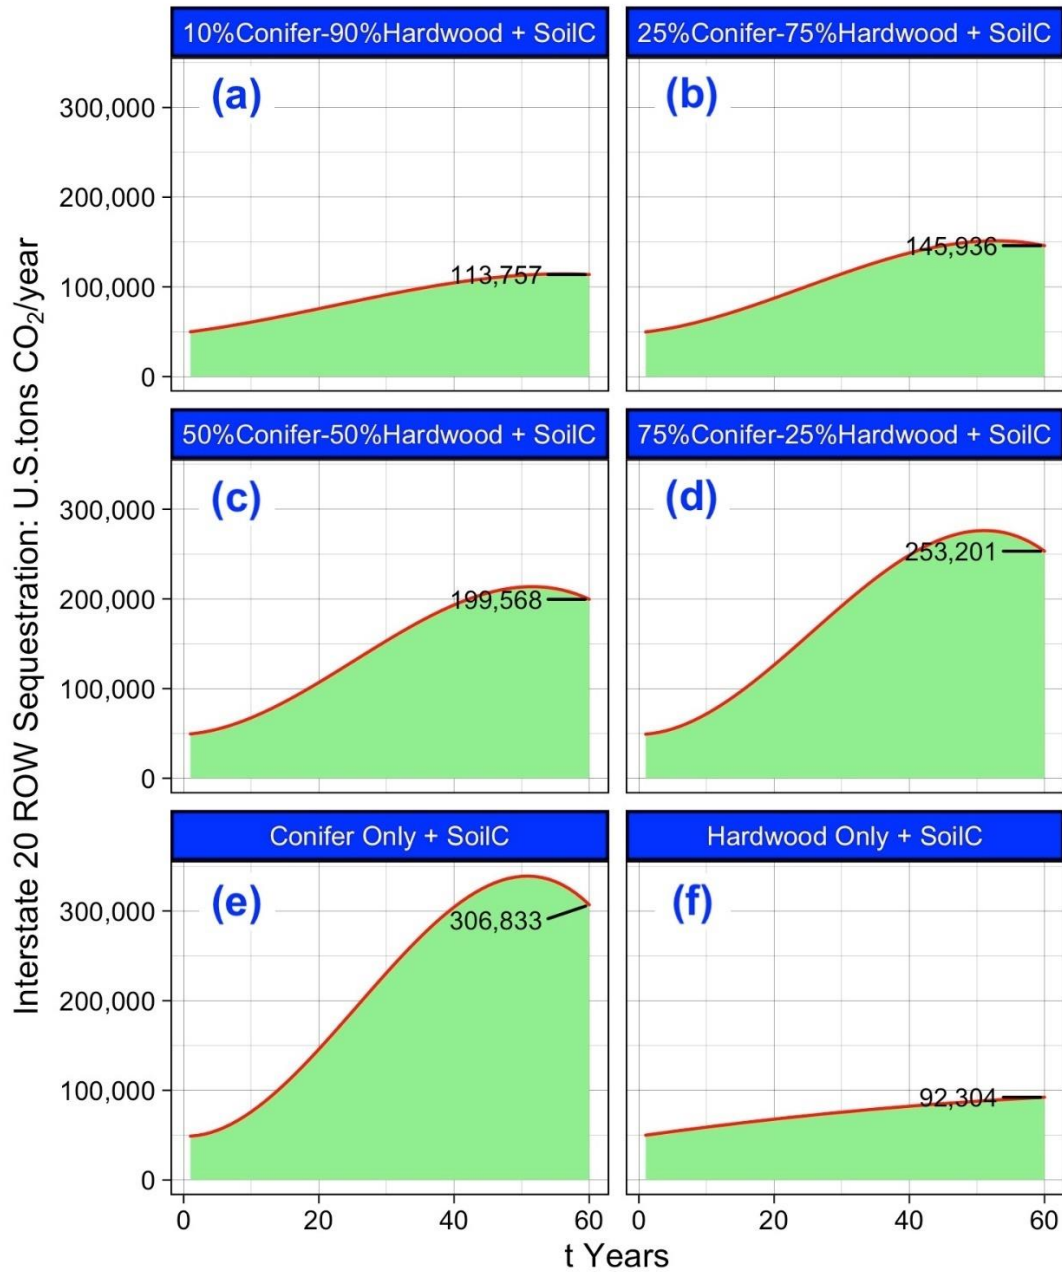 10%Conifer-90%Hardwood + SoilC
25%Conifer-75%Hardwood + SoilC
(a)
(b)
300,000
200,000
100,000
0
113,757
145,936
50%Conifer-50%Hardwood + SoilC
75%Conifer-25%Hardwood + SoilC
(c)
(d)
300,000
200,000
100,000
0
199,568
253,201
Conifer Only + SoilC
Hardwood Only + SoilC
(e)
(f)
300,000
200,000
100,000
0
306,833
92,304
0 20 40 60
0 20 40 60
t Years
Interstate 20 ROW Sequestration: U.S.tons CO₂/year